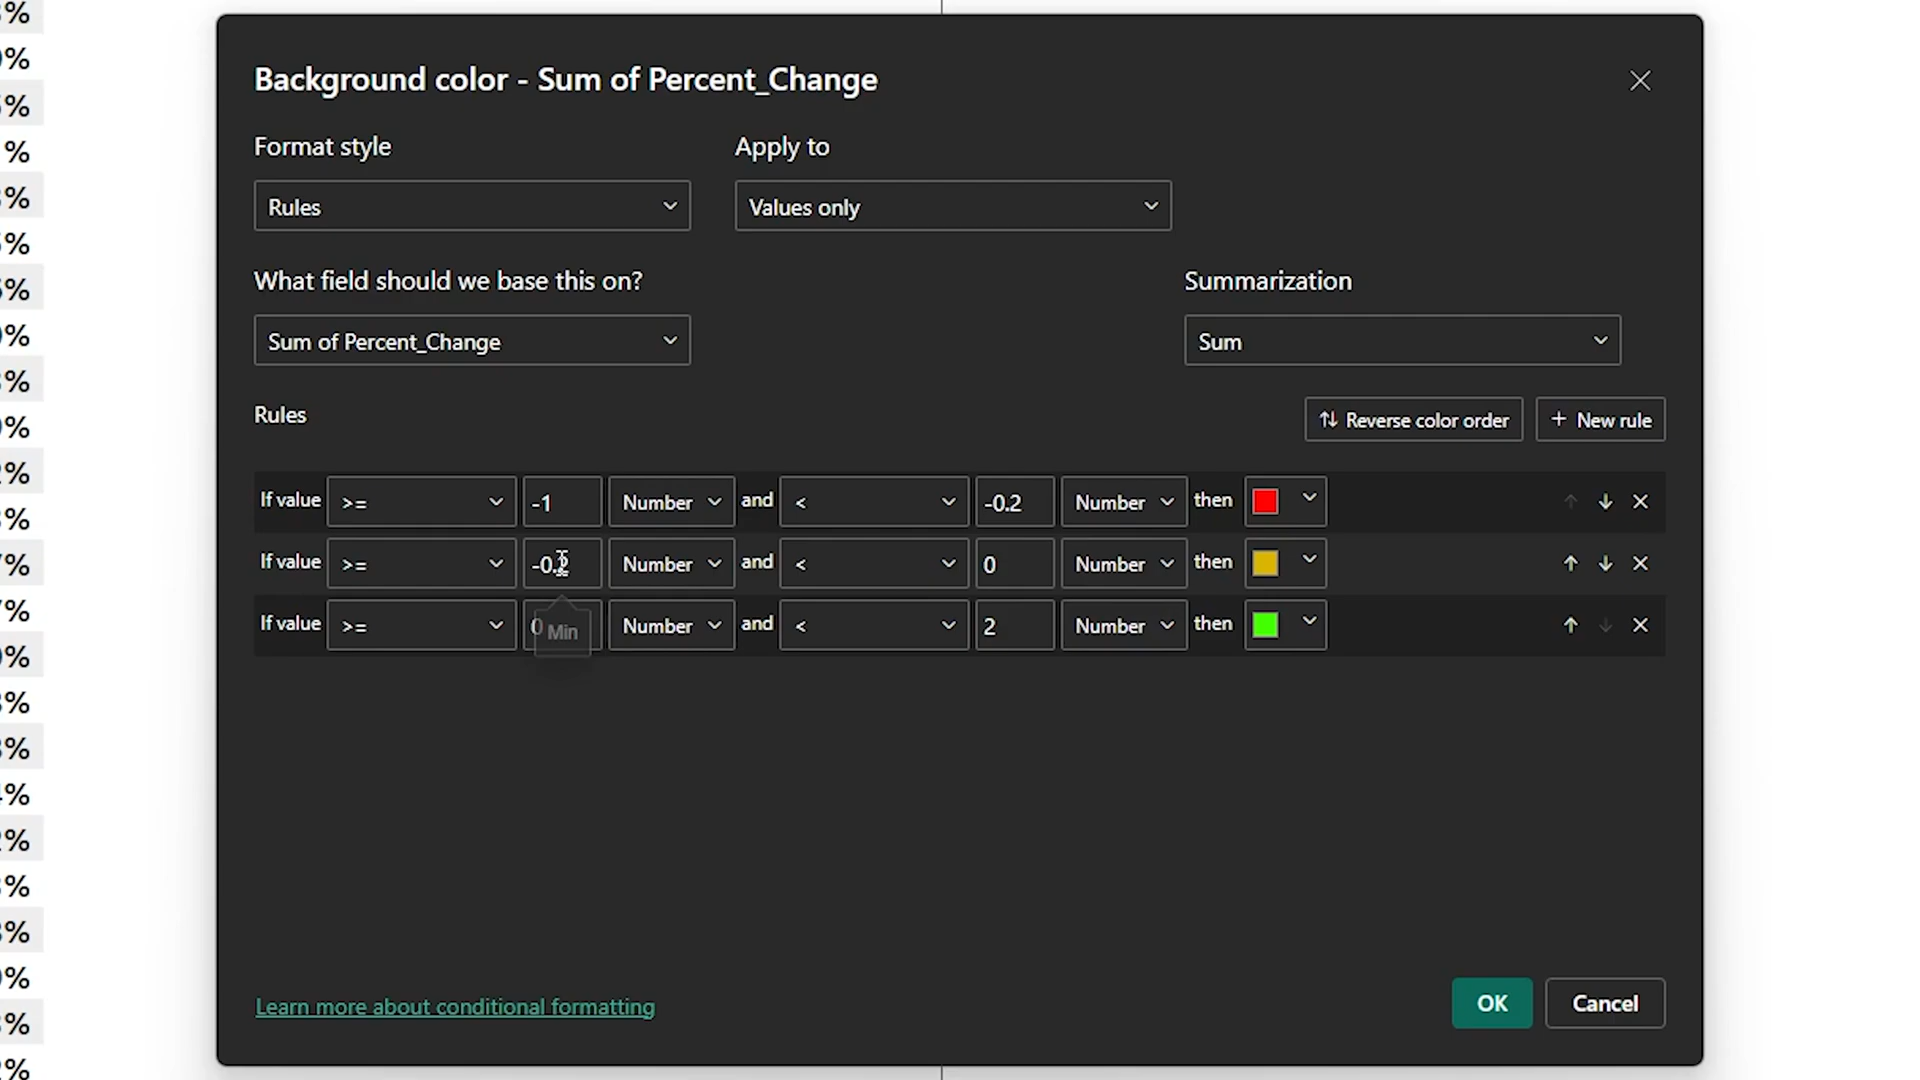 Background color - Sum of Percent_Change
Format style
Apply to
Rules
Values only
What field should we base this on?
Summarization
Sum of Percent_Change
Sum
Rules
Reverse color order
+ New rule
If value >= -1 Number and < -0.2 Number then
If value >= -0.2 Number and < 0 Number then
If value >= 0 Number and < 2 Number then
Min
Learn more about conditional formatting
OK
Cancel